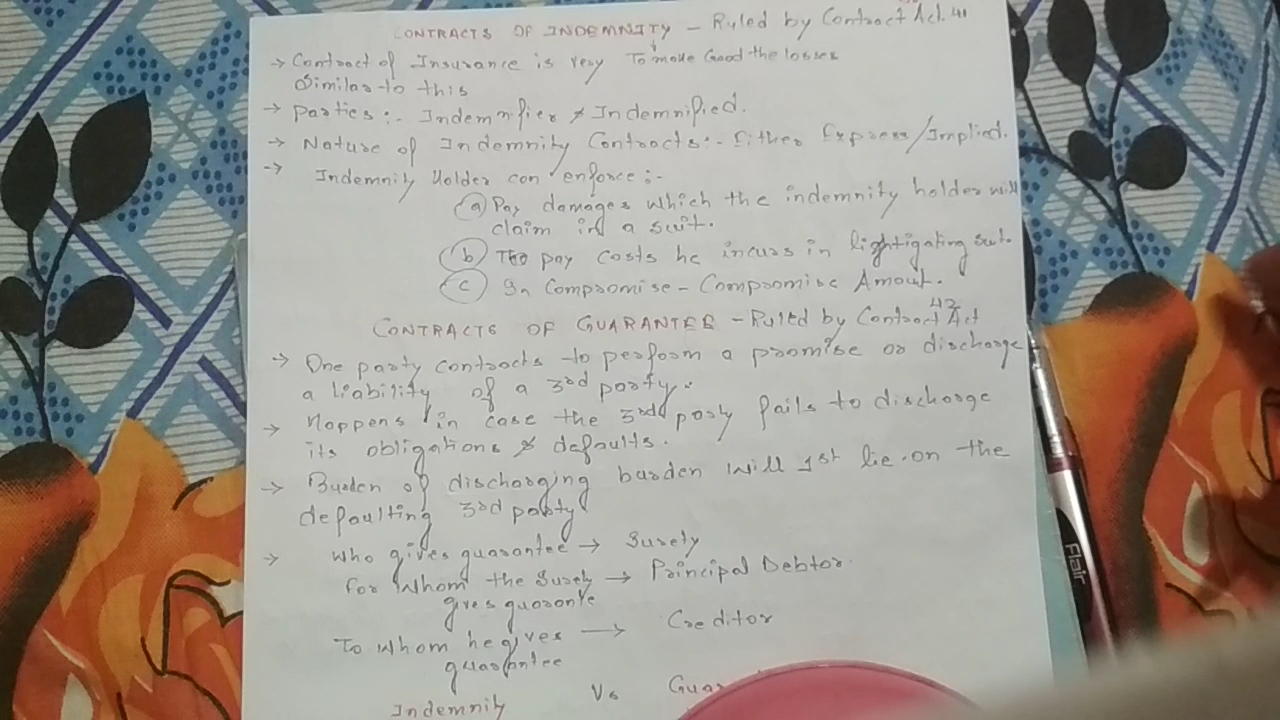 CONTRACTS OF INDEMNITY - Ruled by Contract Act.
→ Contract of Insurance is very To make Good the losses
Similar to this
→ Parties:- Indemnifier & Indemnified.
→ Nature of Indemnity Contracts:- Either Express/Implied.
→ Indemnity Holder can enforce:-
(a) Pay damages which the indemnity holder will
claim in a suit.
(b) To pay costs he incurs in lightigating suit.
(c) In Compromise - Compromise Amout.
CONTRACTS OF GUARANTEE - Ruled by Contract Act
→ One party contracts to perform a promise or discharge
a liability of a 3rd party.
→ Happens in case the 3rd party fails to discharge
its obligations & defaults.
→ Burden of discharging burden will 1st lie on the
defaulting 3rd party
→ Who gives guarantee → Surety
For Whom the Surety → Principal Debtor.
gives guarante
To whom he gives → Creditor
guarantee
Indemnity Vs
Flair